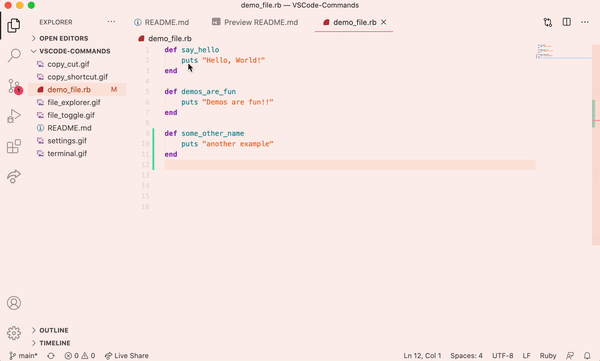 demo_file.rb — VSCode-Commands
EXPLORER
README.md
Preview README.md
demo_file.rb
OPEN EDITORS
VSCODE-COMMANDS
copy_cut.gif
copy_shortcut.gif
demo_file.rb M
file_explorer.gif
file_toggle.gif
README.md
settings.gif
terminal.gif
OUTLINE
TIMELINE
demo_file.rb
1 def say_hello
2 puts "Hello, World!"
3 end
4
5 def demos_are_fun
6 puts "Demos are fun!!"
7 end
8
9 def some_other_name
10 puts "another example"
11 end
12
13
14
15
16
main* 0 0 Live Share Ln 12, Col 1 Spaces: 4 UTF-8 LF Ruby